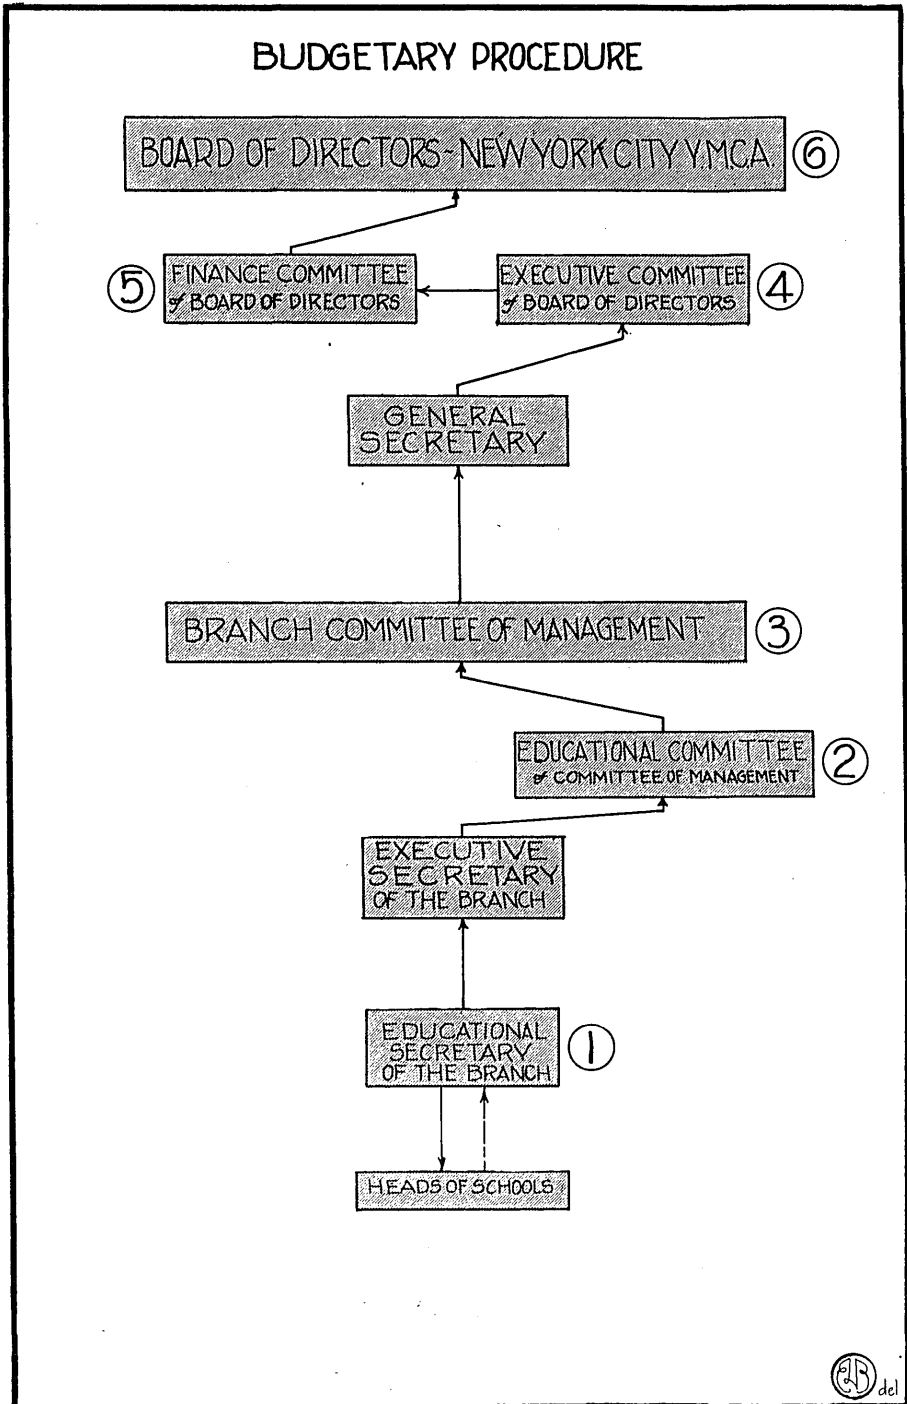 BUDGETARY PROCEDURE
BOARD OF DIRECTORS-NEW YORK CITY Y.M.C.A.
6
5
FINANCE COMMITTEE
of BOARD OF DIRECTORS
EXECUTIVE COMMITTEE
of BOARD OF DIRECTORS
4
GENERAL
SECRETARY
BRANCH COMMITTEE OF MANAGEMENT
3
EDUCATIONAL COMMITTEE
of COMMITTEE OF MANAGEMENT
2
EXECUTIVE
SECRETARY
OF THE BRANCH
EDUCATIONAL
SECRETARY
OF THE BRANCH
1
HEADS OF SCHOOLS
del